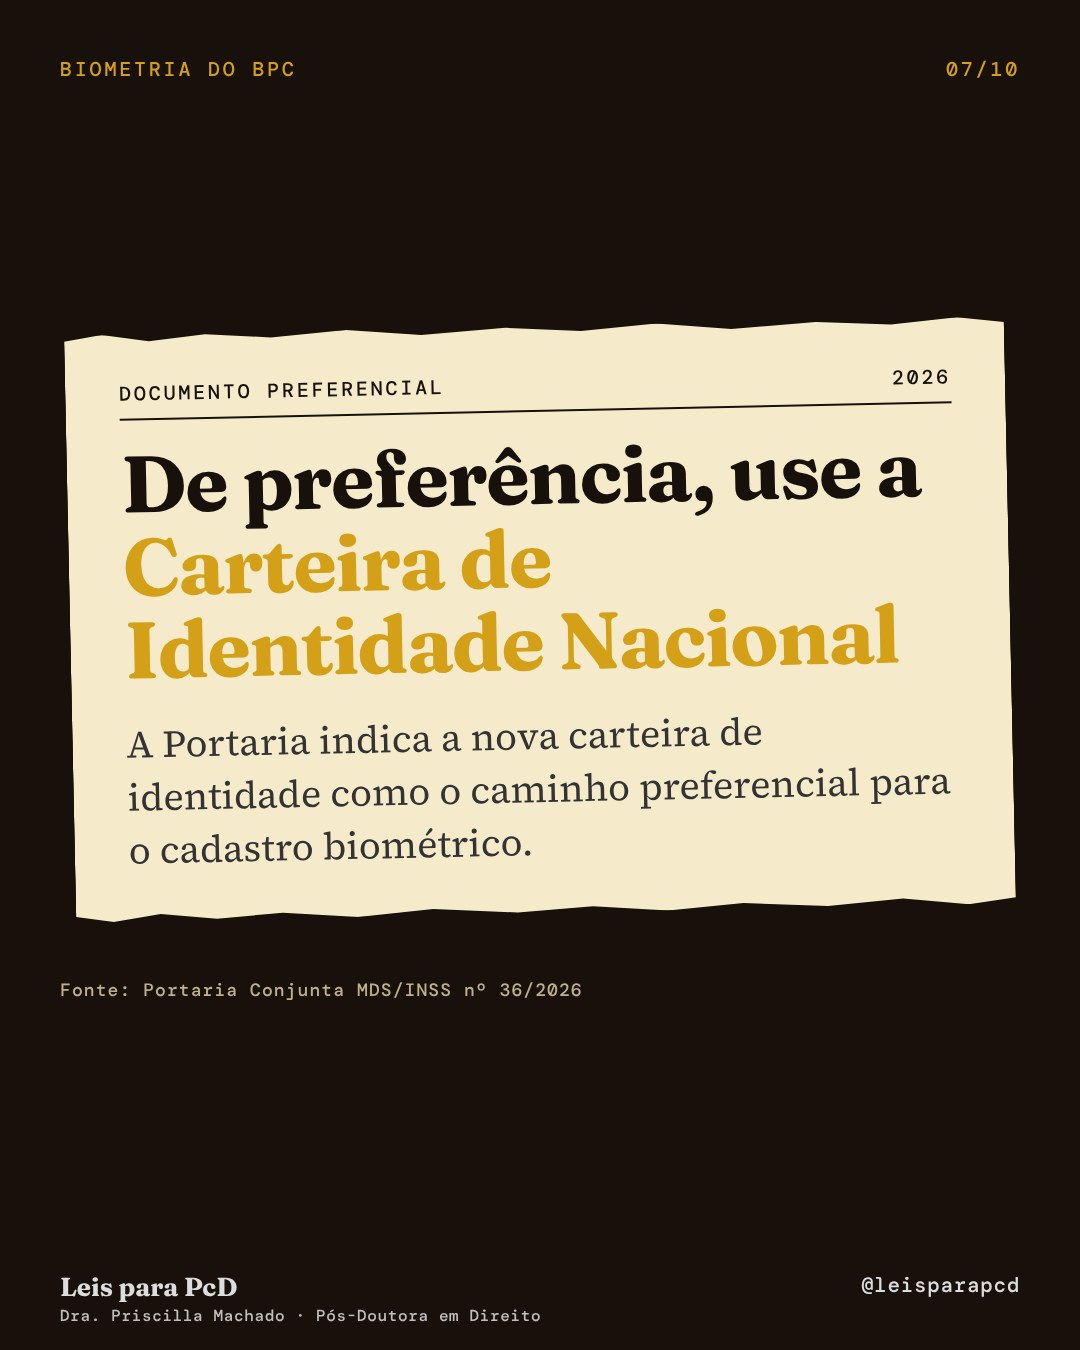 BIOMETRIA DO BPC
07/10
DOCUMENTO PREFERENCIAL
2026
De preferência, use a
Carteira de
Identidade Nacional
A Portaria indica a nova carteira de
identidade como o caminho preferencial para
o cadastro biométrico.
Fonte: Portaria Conjunta MDS/INSS nº 36/2026
Leis para PcD
Dra. Priscilla Machado · Pós-Doutora em Direito
@leisparapcd